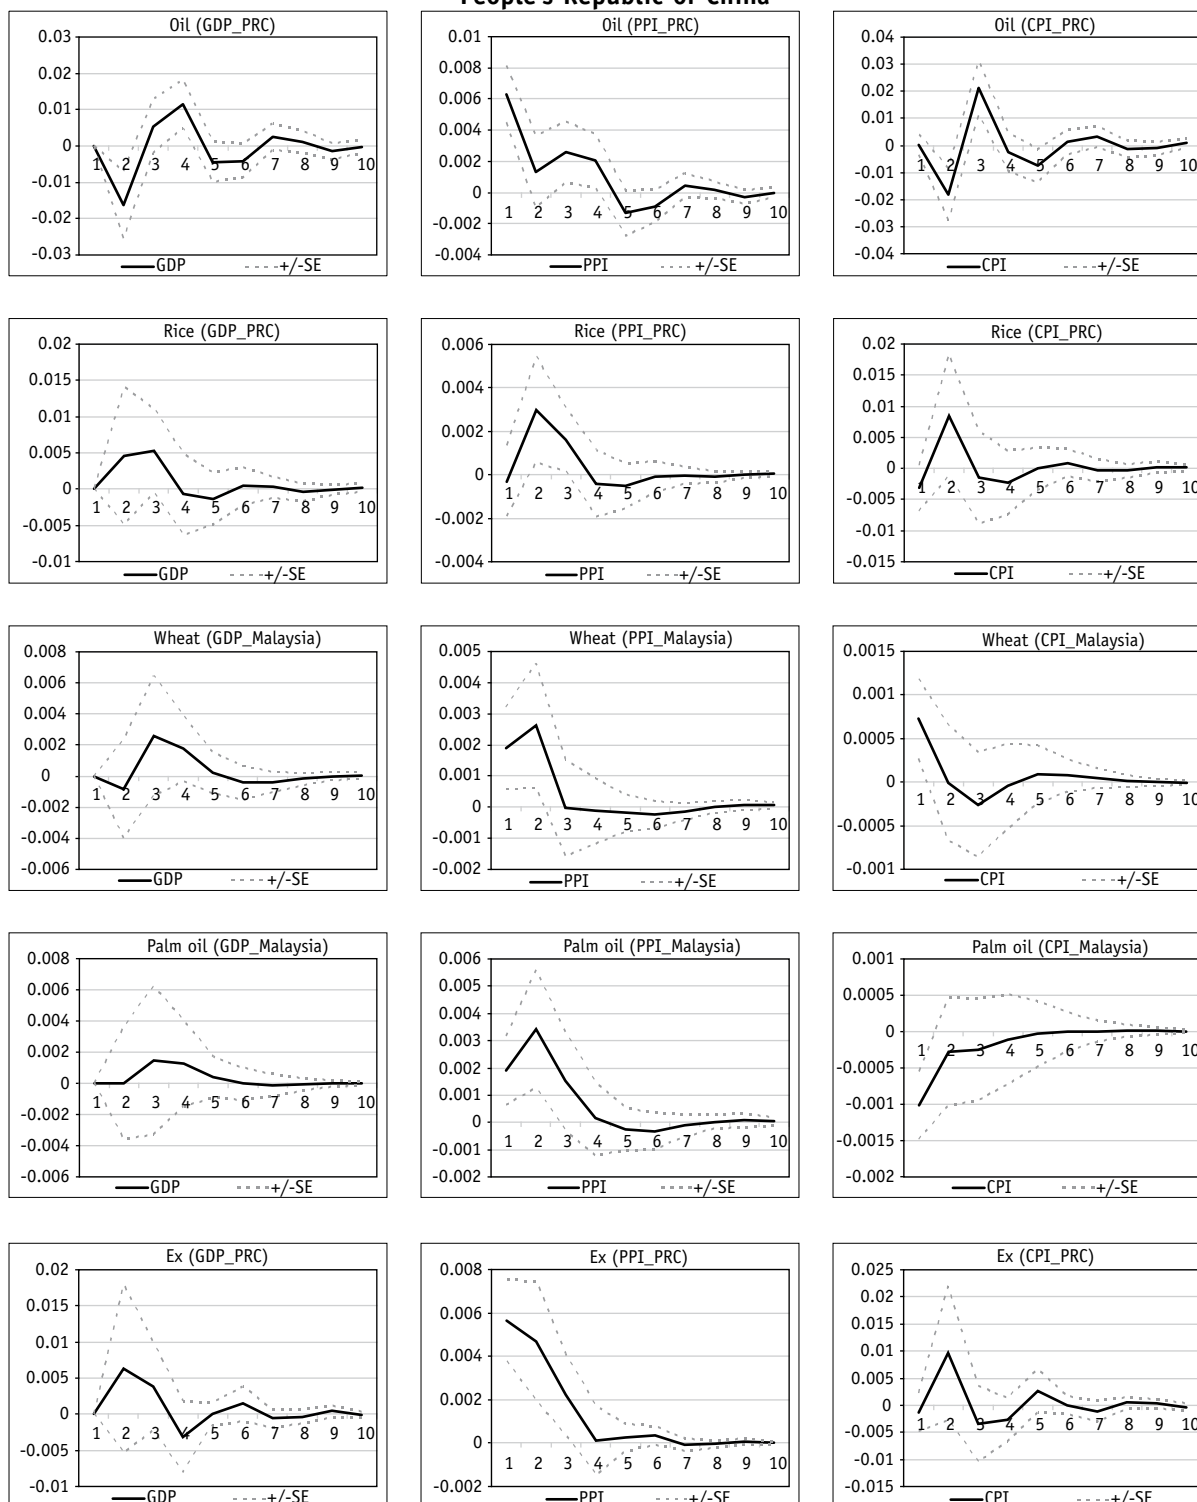 People's Republic of China
Oil (GDP_PRC)
0.03
0.02
0.01
0
-0.01
-0.02
-0.03
1 2 3 4 5 6 7 8 9 10
GDP +/-SE
Oil (PPI_PRC)
0.01
0.008
0.006
0.004
0.002
0
-0.002
-0.004
1 2 3 4 5 6 7 8 9 10
PPI +/-SE
Oil (CPI_PRC)
0.04
0.03
0.02
0.01
0
-0.01
-0.02
-0.03
-0.04
1 2 3 4 5 6 7 8 9 10
CPI +/-SE
Rice (GDP_PRC)
0.02
0.015
0.01
0.005
0
-0.005
-0.01
1 2 3 4 5 6 7 8 9 10
GDP +/-SE
Rice (PPI_PRC)
0.006
0.004
0.002
0
-0.002
-0.004
1 2 3 4 5 6 7 8 9 10
PPI +/-SE
Rice (CPI_PRC)
0.02
0.015
0.01
0.005
0
-0.005
-0.01
-0.015
1 2 3 4 5 6 7 8 9 10
CPI +/-SE
Wheat (GDP_Malaysia)
0.008
0.006
0.004
0.002
0
-0.002
-0.004
-0.006
1 2 3 4 5 6 7 8 9 10
GDP +/-SE
Wheat (PPI_Malaysia)
0.005
0.004
0.003
0.002
0.001
0
-0.001
-0.002
1 2 3 4 5 6 7 8 9 10
PPI +/-SE
Wheat (CPI_Malaysia)
0.0015
0.001
0.0005
0
-0.0005
-0.001
1 2 3 4 5 6 7 8 9 10
CPI +/-SE
Palm oil (GDP_Malaysia)
0.008
0.006
0.004
0.002
0
-0.002
-0.004
-0.006
1 2 3 4 5 6 7 8 9 10
GDP +/-SE
Palm oil (PPI_Malaysia)
0.006
0.005
0.004
0.003
0.002
0.001
0
-0.001
-0.002
1 2 3 4 5 6 7 8 9 10
PPI +/-SE
Palm oil (CPI_Malaysia)
0.001
0.0005
0
-0.0005
-0.001
-0.0015
-0.002
1 2 3 4 5 6 7 8 9 10
CPI +/-SE
Ex (GDP_PRC)
0.02
0.015
0.01
0.005
0
-0.005
-0.01
1 2 3 4 5 6 7 8 9 10
GDP +/-SE
Ex (PPI_PRC)
0.008
0.006
0.004
0.002
0
-0.002
1 2 3 4 5 6 7 8 9 10
PPI +/-SE
Ex (CPI_PRC)
0.025
0.02
0.015
0.01
0.005
0
-0.005
-0.01
-0.015
1 2 3 4 5 6 7 8 9 10
CPI +/-SE